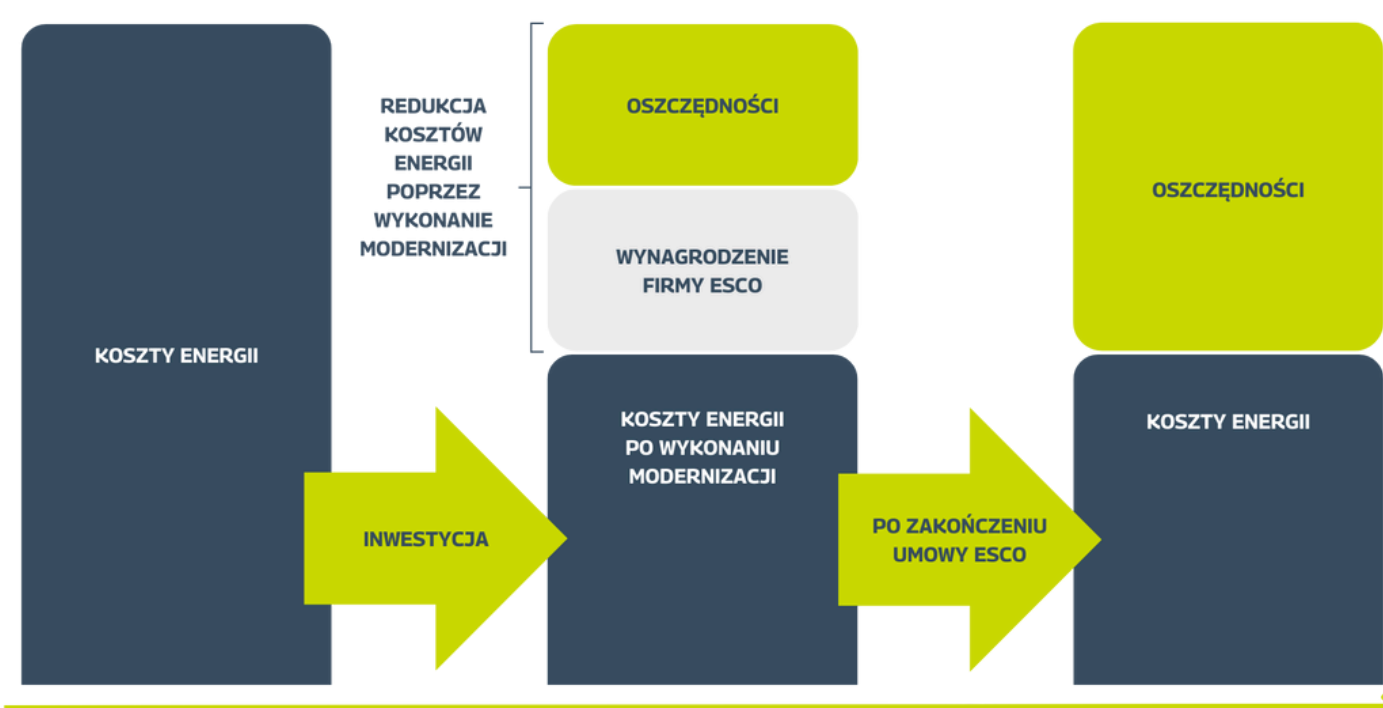 KOSZTY ENERGII
REDUKCJA
KOSZTÓW
ENERGII
POPRZEZ
WYKONANIE
MODERNIZACJI
OSZCZĘDNOŚCI
WYNAGRODZENIE
FIRMY ESCO
KOSZTY ENERGII
PO WYKONANIU
MODERNIZACJI
INWESTYCJA
PO ZAKOŃCZENIU
UMOWY ESCO
OSZCZĘDNOŚCI
KOSZTY ENERGII